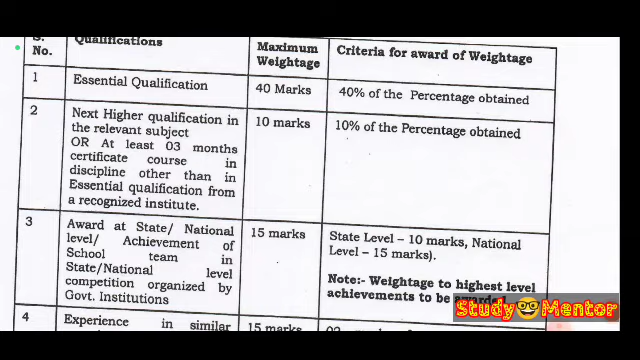 S.
No.
Qualifications
Maximum
Weightage
Criteria for award of Weightage
1
Essential Qualification
40 Marks
40% of the Percentage obtained
2
Next Higher qualification in
the relevant subject
OR At least 03 months
certificate course in
discipline other than in
Essential qualification from
a recognized institute.
10 marks
10% of the Percentage obtained
3
Award at State/ National
level/ Achievement of
School team in
State/National level
competition organized by
Govt. Institutions
15 marks
State Level – 10 marks, National
Level – 15 marks).
Note:- Weightage to highest level
achievements to be awarded
4
Experience in similar
15 marks
Study Mentor